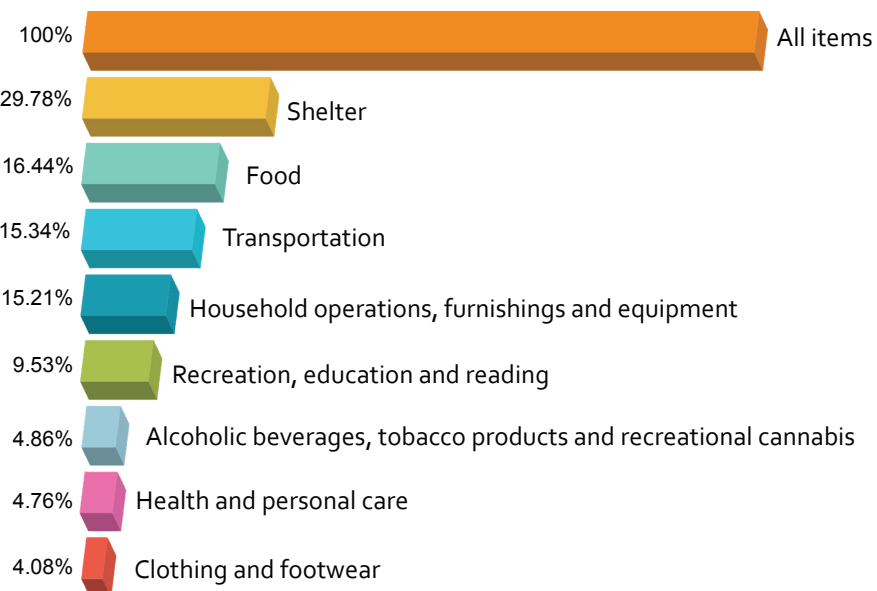 100% All items
29.78% Shelter
16.44% Food
15.34% Transportation
15.21% Household operations, furnishings and equipment
9.53% Recreation, education and reading
4.86% Alcoholic beverages, tobacco products and recreational cannabis
4.76% Health and personal care
4.08% Clothing and footwear